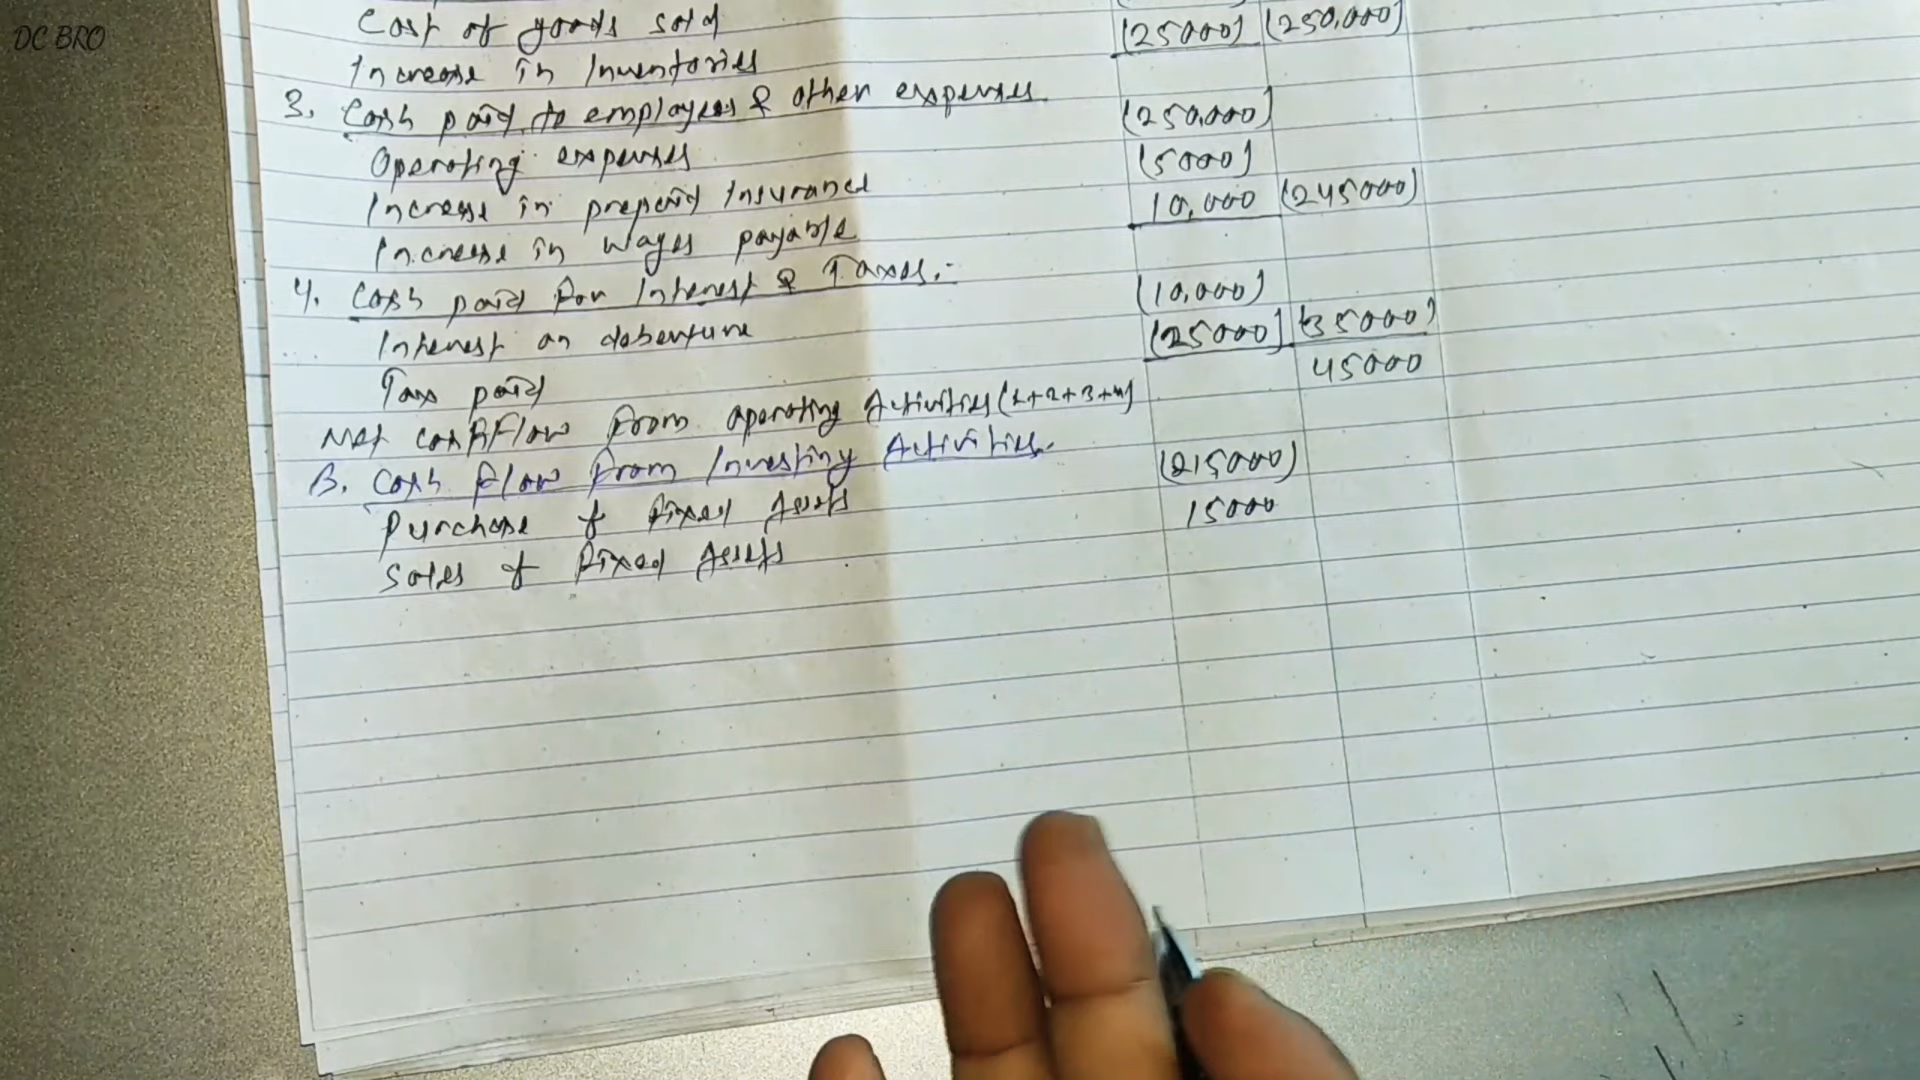 DC BRO
Cost of goods sold (25000) (250,000)
Increase in Inventories
3. Cash paid to employees & other expenses
Operating expenses (250,000)
Increase in prepaid Insurance (5000)
Increase in wages payable 10,000 (245000)
4. Cash paid for Interest & Taxes:-
Interest on debenture (10,000)
Tax paid (25000) (35000)
Net cashflow from operating Activities (1+2+3+4) 45000
B. Cash flow from Investing Activities.
Purchase of fixed Assets (215000)
Sales of fixed Assets 15000